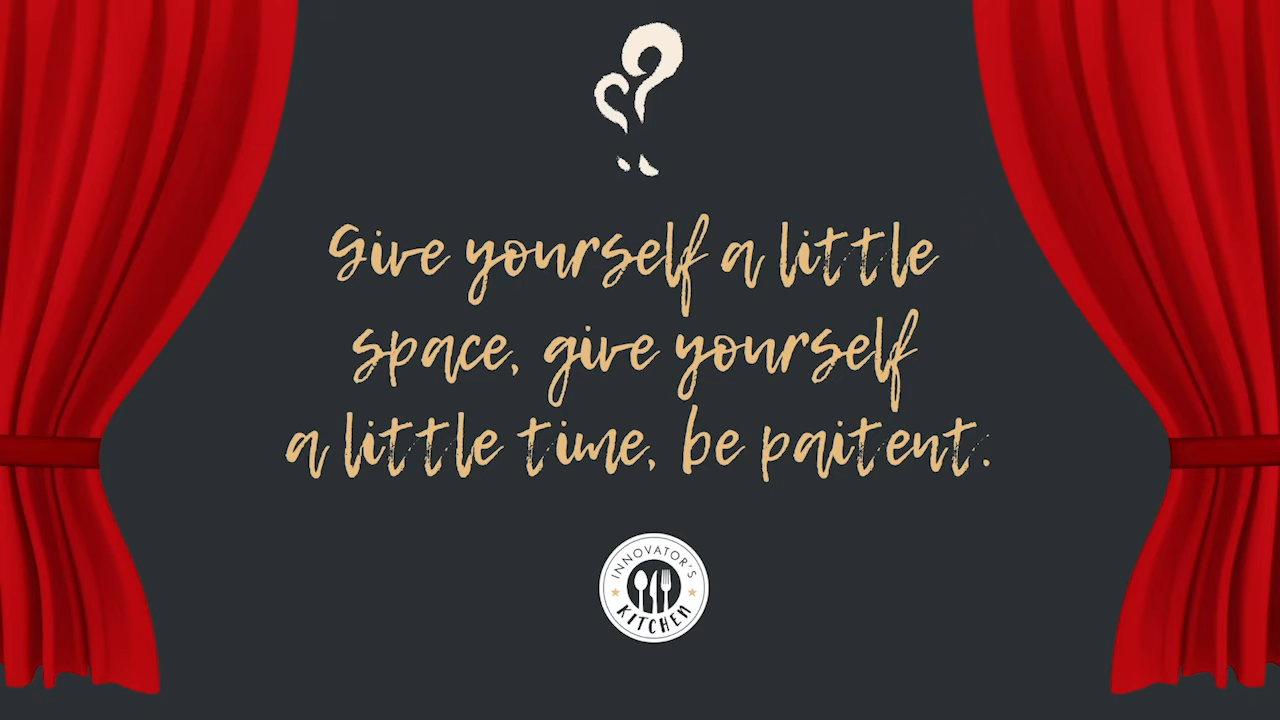 ??
Give yourself a little
space, give yourself
a little time, be paitent.
INNOVATOR'S
KITCHEN